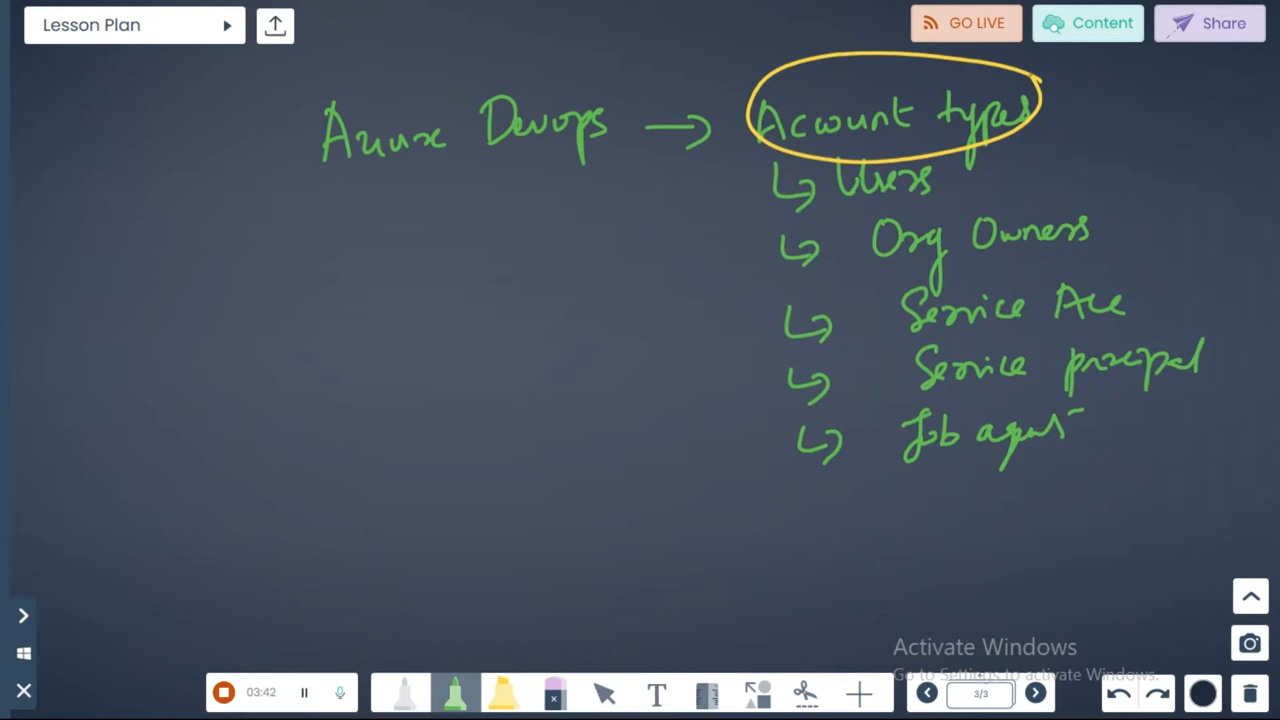 Lesson Plan
GO LIVE
Content
Share
Azure Devops → Account types
↳ Users
↳ Org Owners
↳ Service Acc
↳ Service principal
↳ Job agent
Activate Windows
Go to Settings to activate Windows.
03:42
T
3/3